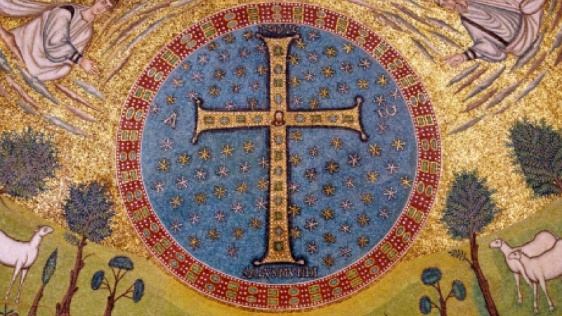 Α ω
SALVS MVNDI